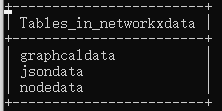 Tables_in_networkxdata
graphcaldata
jsondata
nodedata